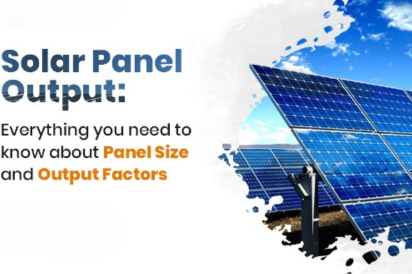 Solar Panel
Output:
Everything you need to
know about Panel Size
and Output Factors